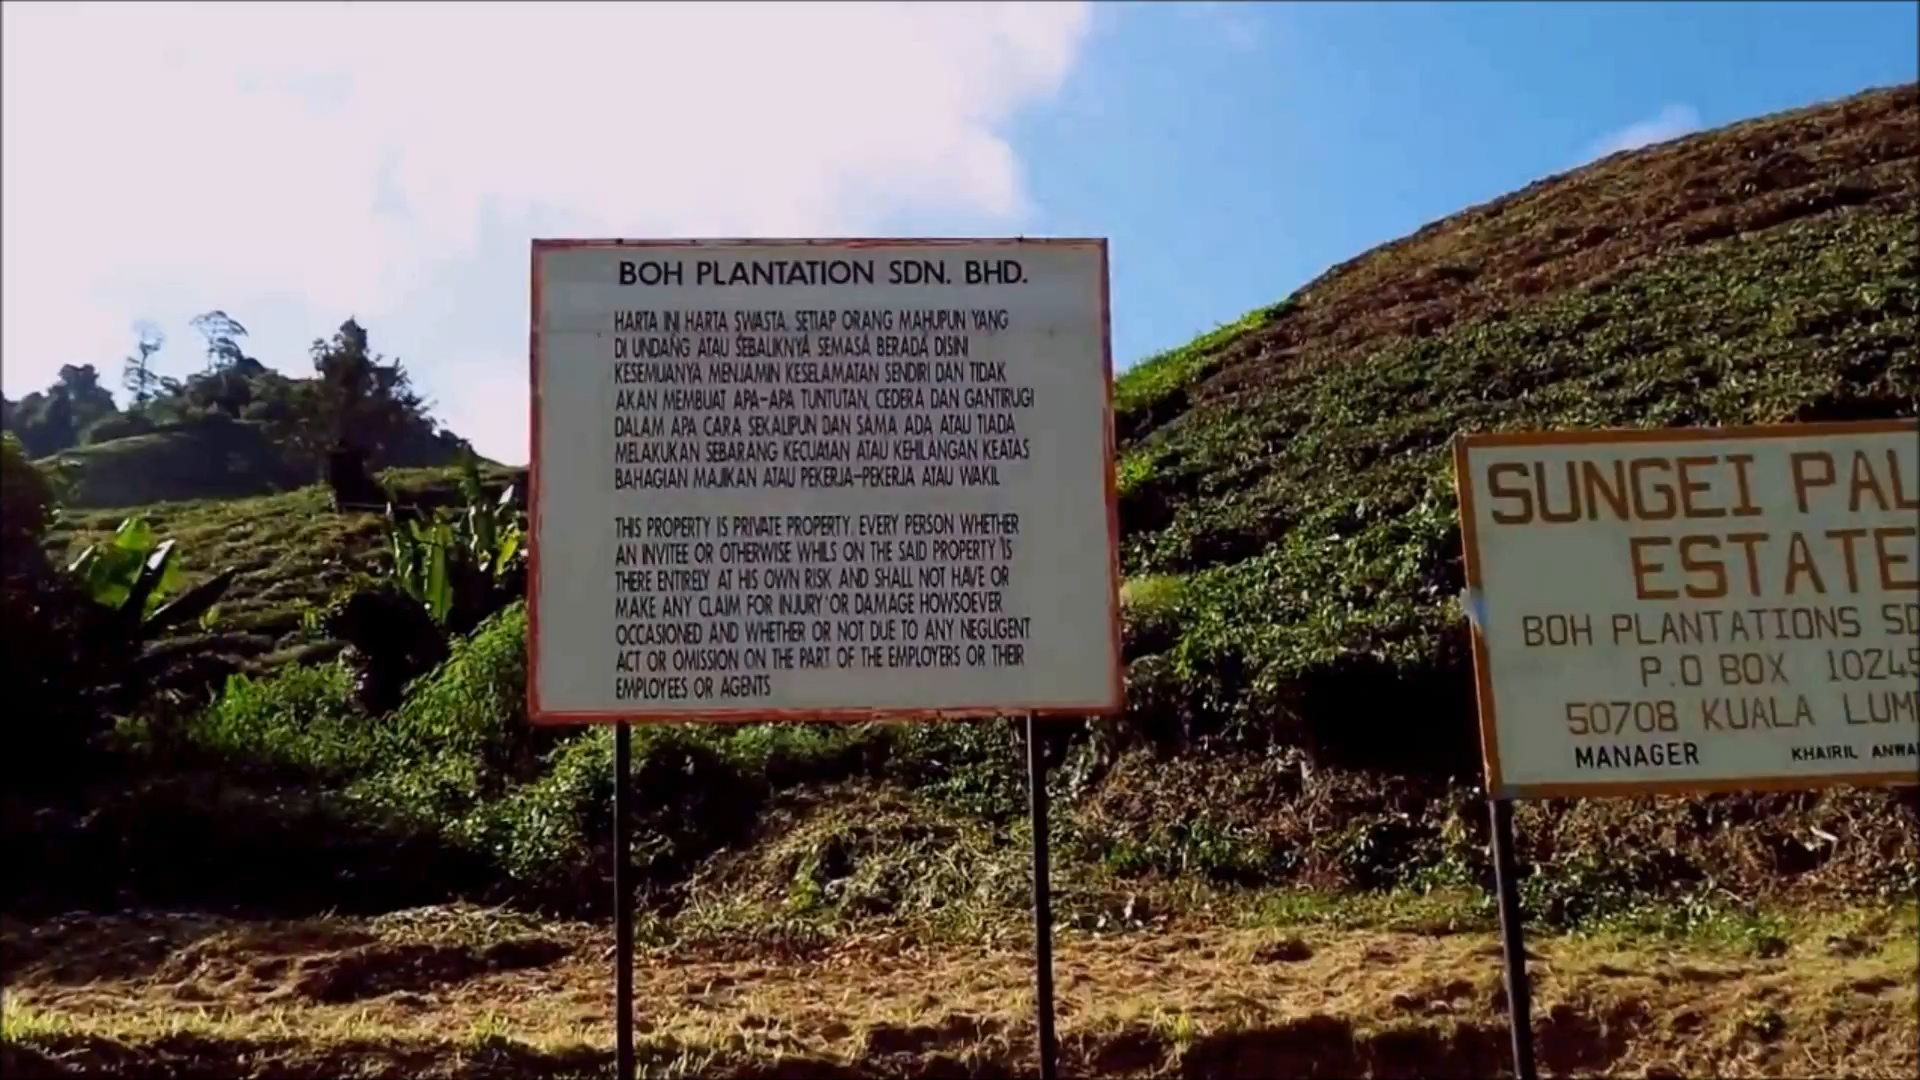 BOH PLANTATION SDN. BHD.
HARTA INI HARTA SWASTA. SETIAP ORANG MAHUPUN YANG
DI UNDANG ATAU SEBALIKNYA SEMASA BERADA DISINI
KESEMUANYA MENJAMIN KESELAMATAN SENDIRI DAN TIDAK
AKAN MEMBUAT APA-APA TUNTUTAN, CEDERA DAN GANTIRUGI
DALAM APA CARA SEKALIPUN DAN SAMA ADA ATAU TIADA
MELAKUKAN SEBARANG KECUAIAN ATAU KEHILANGAN KEATAS
BAHAGIAN MAJIKAN ATAU PEKERJA-PEKERJA ATAU WAKIL
THIS PROPERTY IS PRIVATE PROPERTY. EVERY PERSON WHETHER
AN INVITEE OR OTHERWISE WHILS ON THE SAID PROPERTY IS
THERE ENTIRELY AT HIS OWN RISK AND SHALL NOT HAVE OR
MAKE ANY CLAIM FOR INJURY OR DAMAGE HOWSOEVER
OCCASIONED AND WHETHER OR NOT DUE TO ANY NEGLIGENT
ACT OR OMISSION ON THE PART OF THE EMPLOYERS OR THEIR
EMPLOYEES OR AGENTS
SUNGEI PAL
ESTATE
BOH PLANTATIONS SD
P.O BOX 10245
50708 KUALA LUMP
MANAGER KHAIRIL ANWA